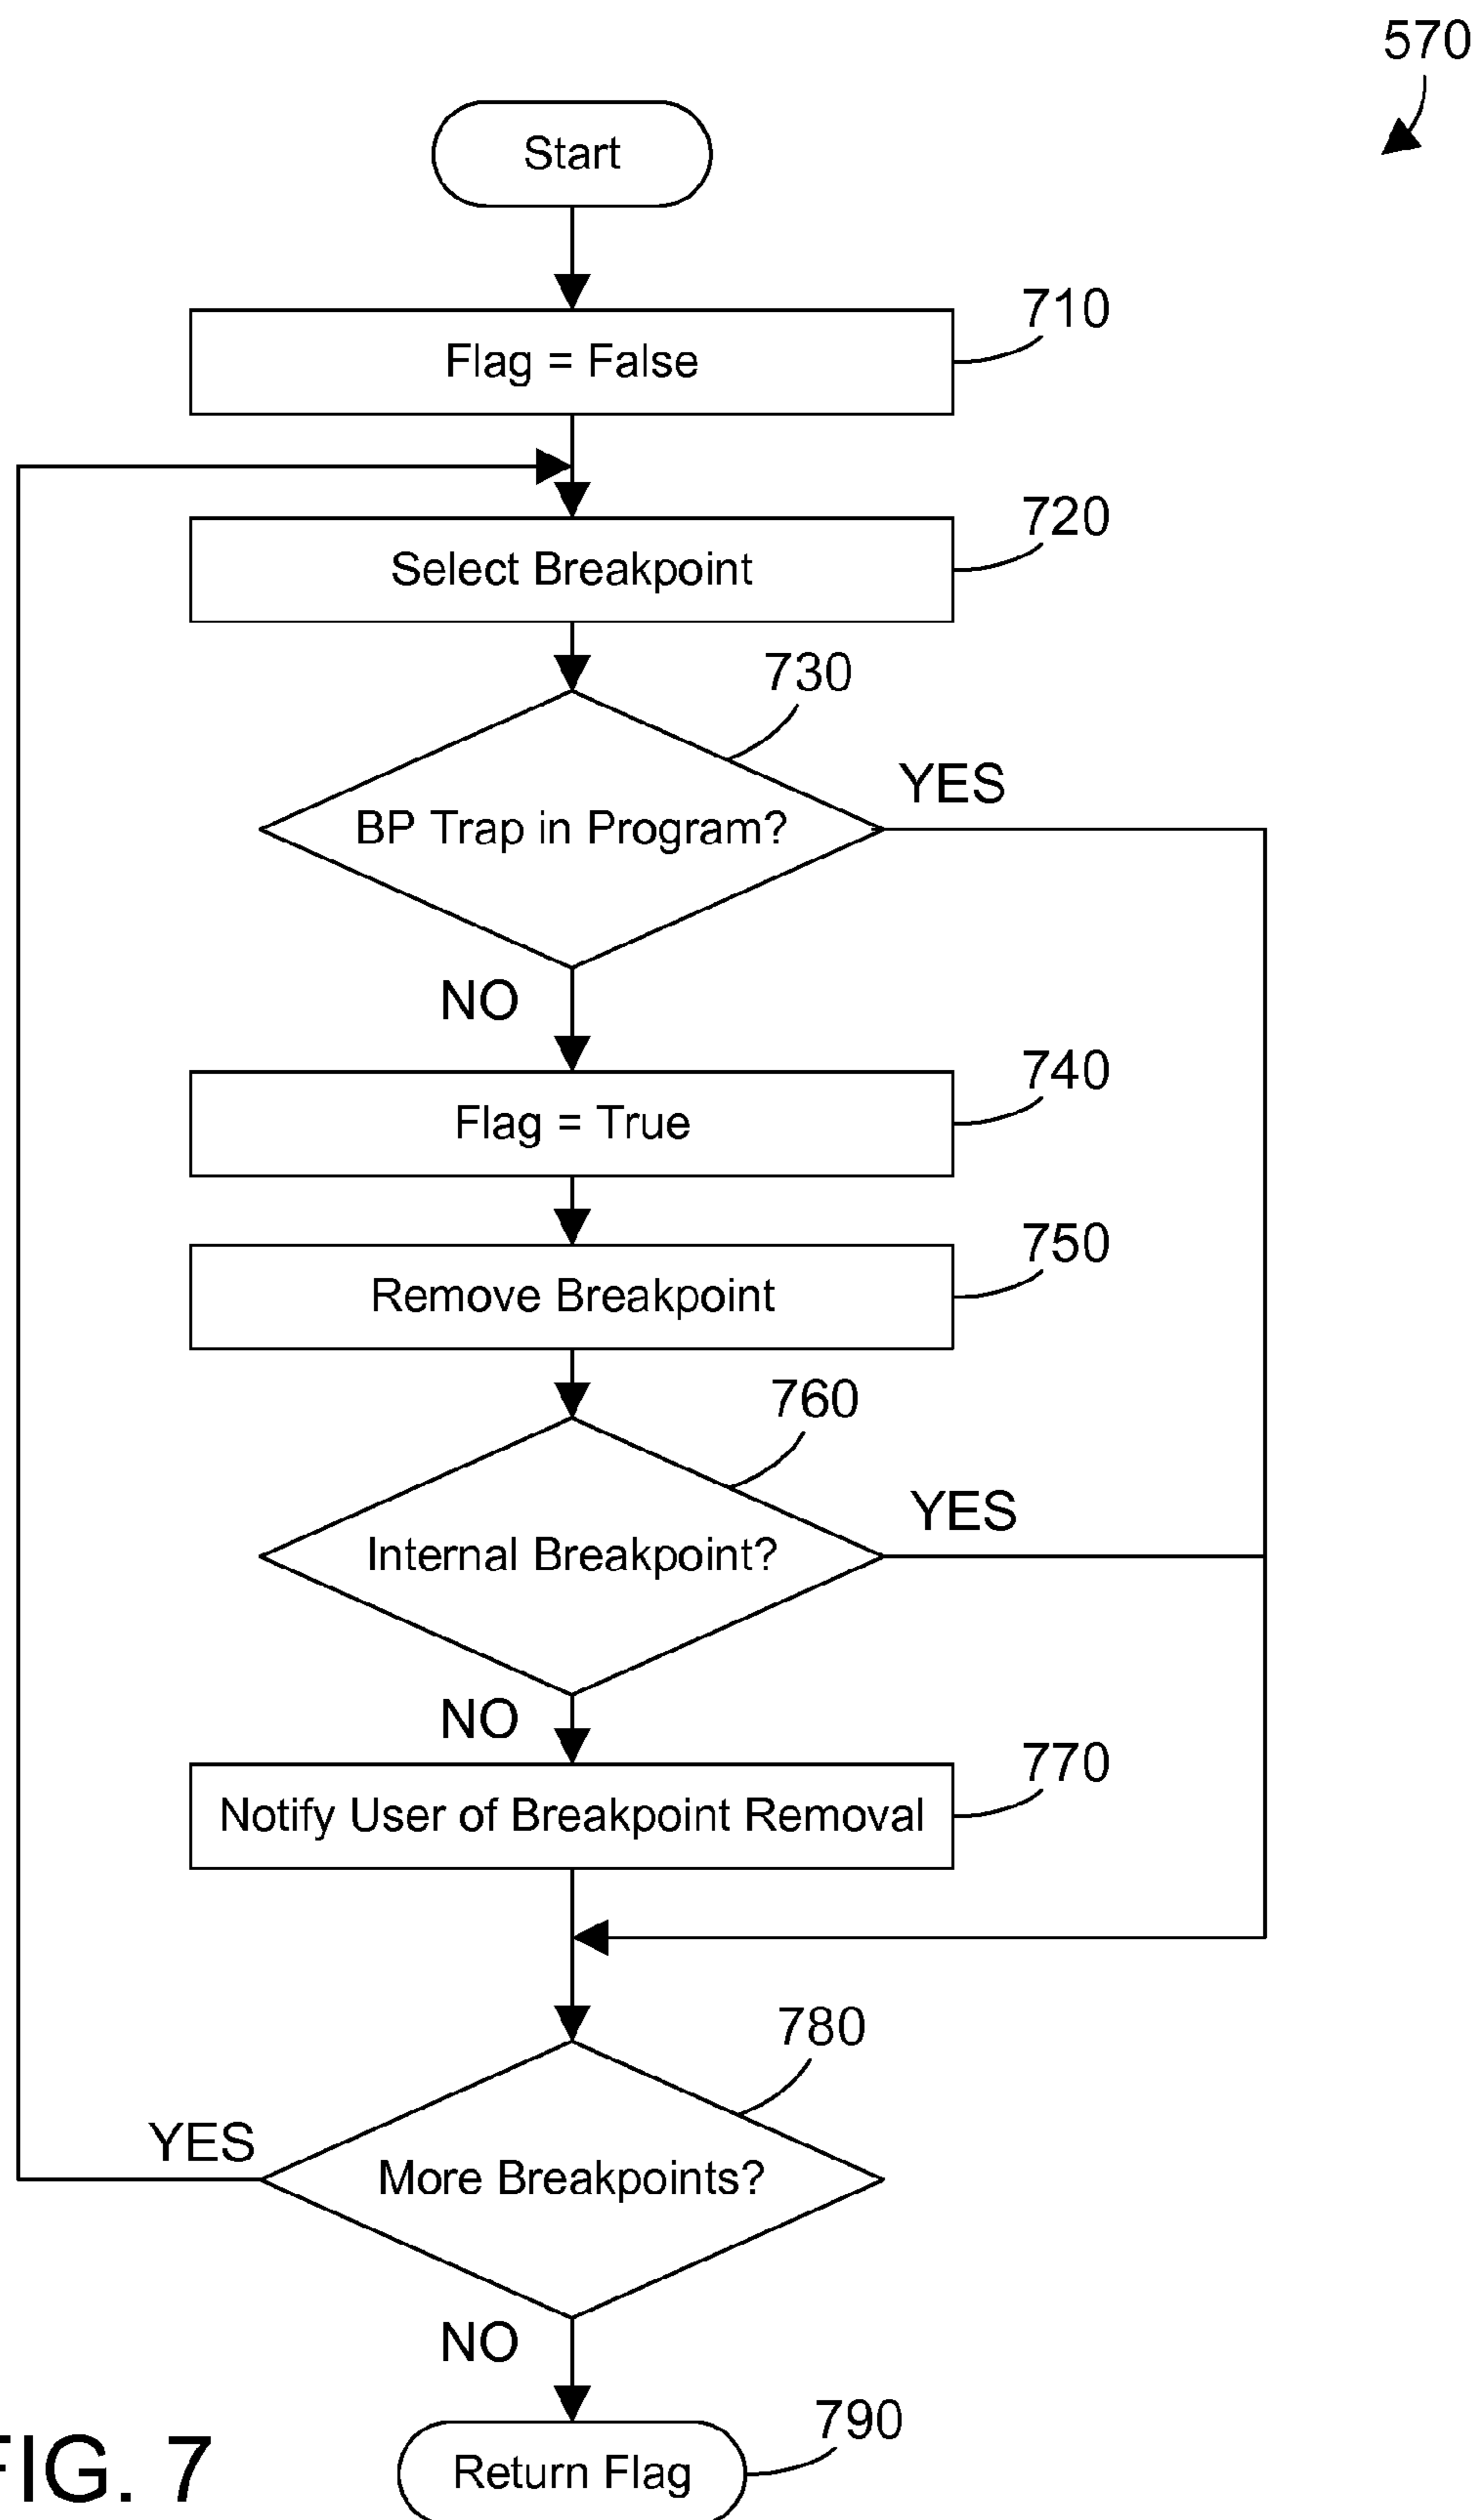 570
Start
710
Flag = False
720
Select Breakpoint
730
YES
BP Trap in Program?
NO
740
Flag = True
750
Remove Breakpoint
760
YES
Internal Breakpoint?
NO
770
Notify User of Breakpoint Removal
780
YES
More Breakpoints?
NO
790
Return Flag
FIG. 7